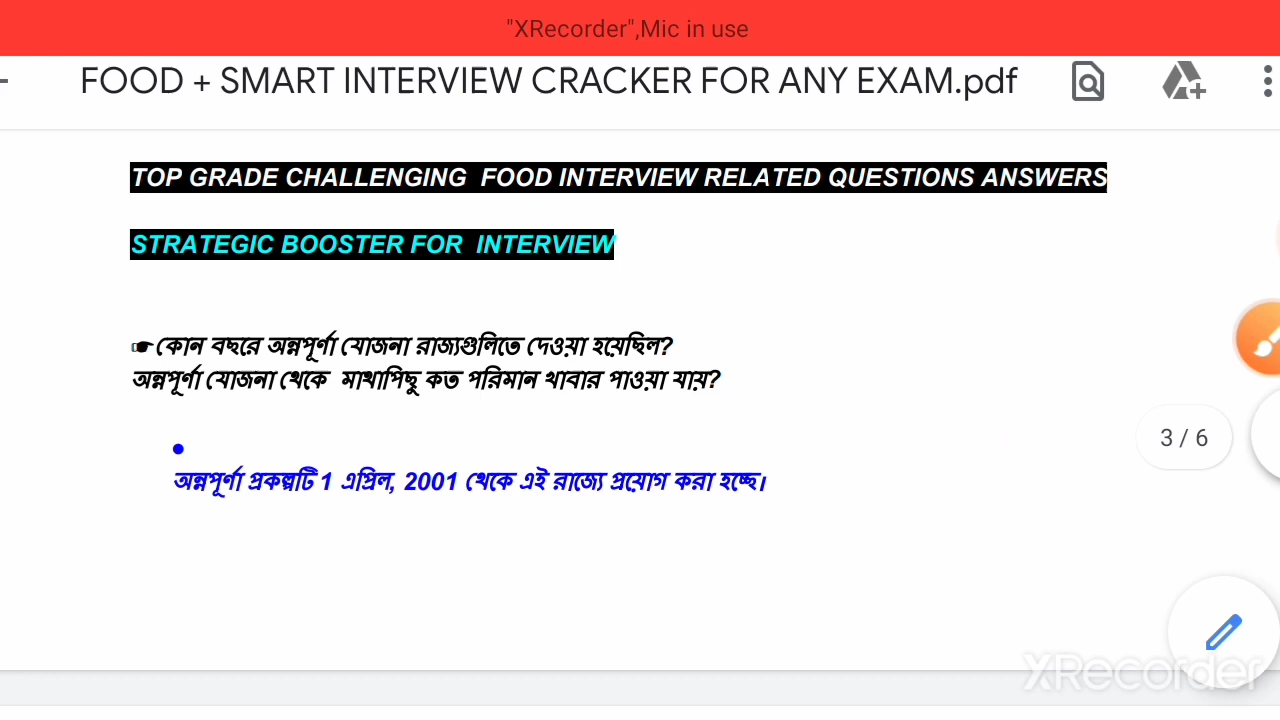 "XRecorder",Mic in use
FOOD + SMART INTERVIEW CRACKER FOR ANY EXAM.pdf
TOP GRADE CHALLENGING FOOD INTERVIEW RELATED QUESTIONS ANSWERS
STRATEGIC BOOSTER FOR INTERVIEW
☛কোন বছরে অন্নপূর্ণা যোজনা রাজ্যগুলিতে দেওয়া হয়েছিল?
অন্নপূর্ণা যোজনা থেকে মাথাপিছু কত পরিমান খাবার পাওয়া যায়?
3 / 6
●
অন্নপূর্ণা প্রকল্পটি 1 এপ্রিল, 2001 থেকে এই রাজ্যে প্রয়োগ করা হচ্ছে।
XRecorder